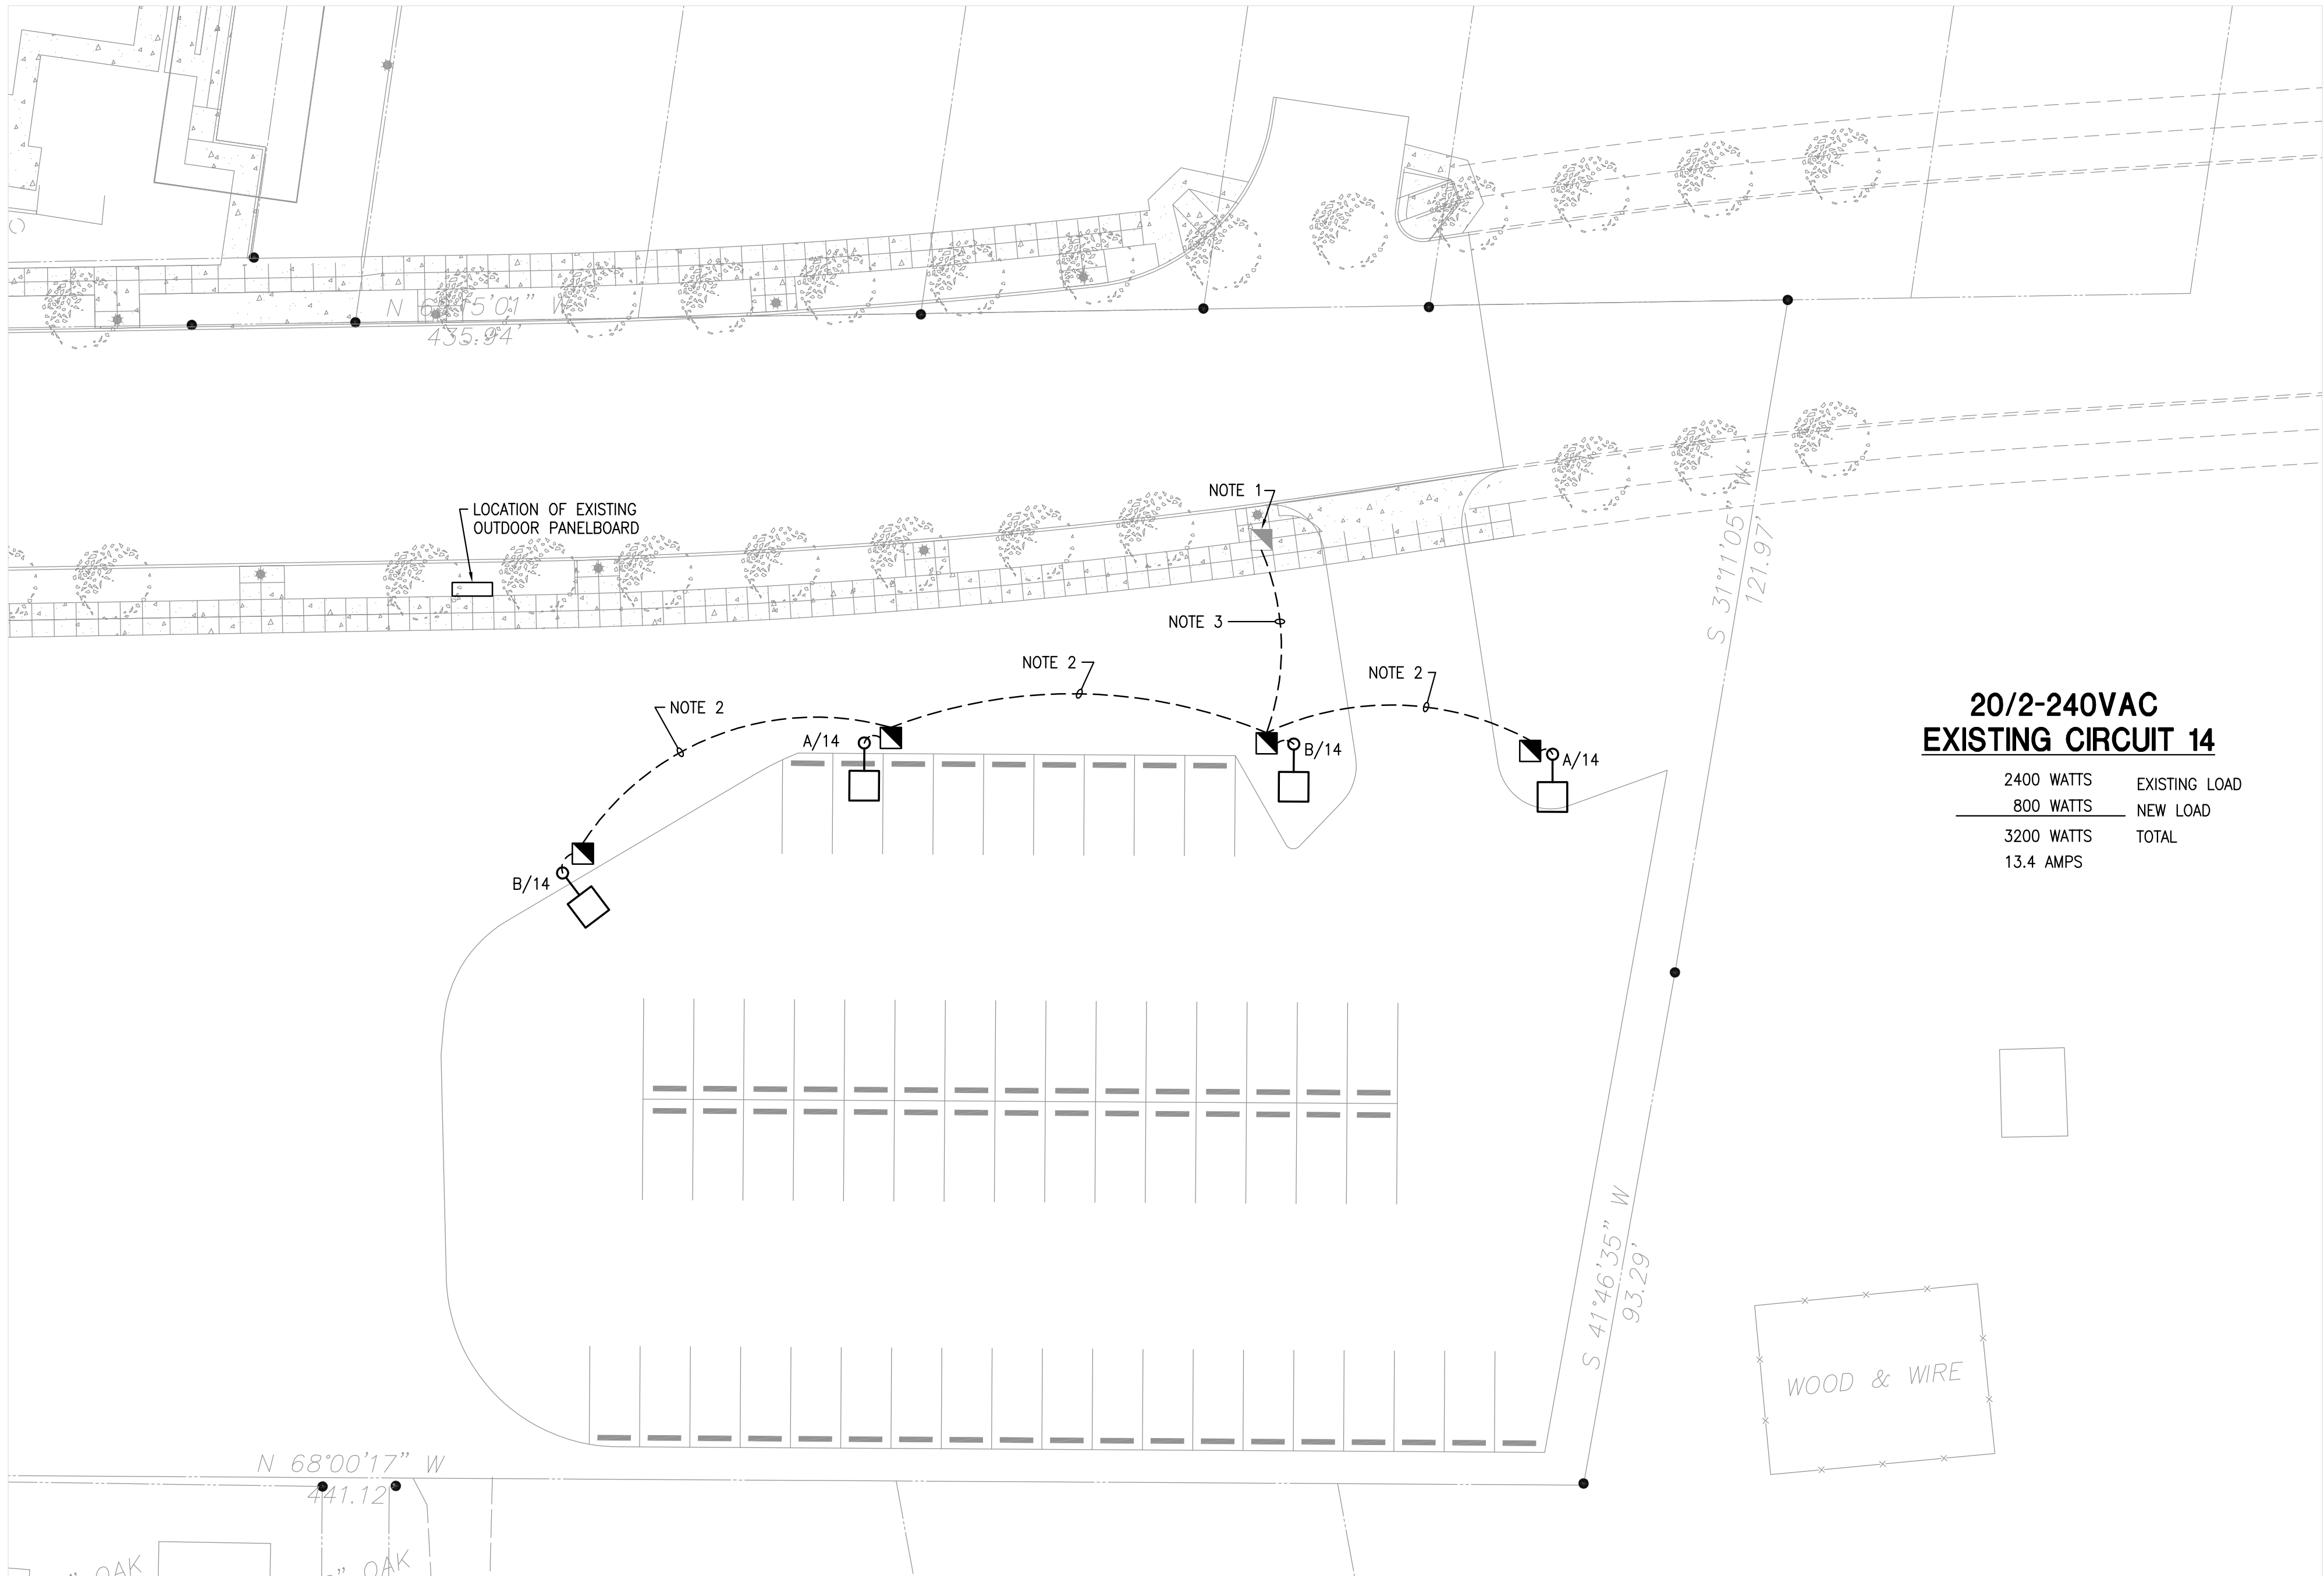 435.94'
LOCATION OF EXISTING
OUTDOOR PANELBOARD
NOTE 1
S 31°11'05" W
121.97'
NOTE 3
NOTE 2
NOTE 2
NOTE 2
A/14
B/14
A/14
B/14
20/2-240VAC
EXISTING CIRCUIT 14
2400 WATTS EXISTING LOAD
800 WATTS NEW LOAD
3200 WATTS TOTAL
13.4 AMPS
S 41°46'35" W
93.29'
WOOD & WIRE
N 68°00'17" W
441.12'
OAK
OAK